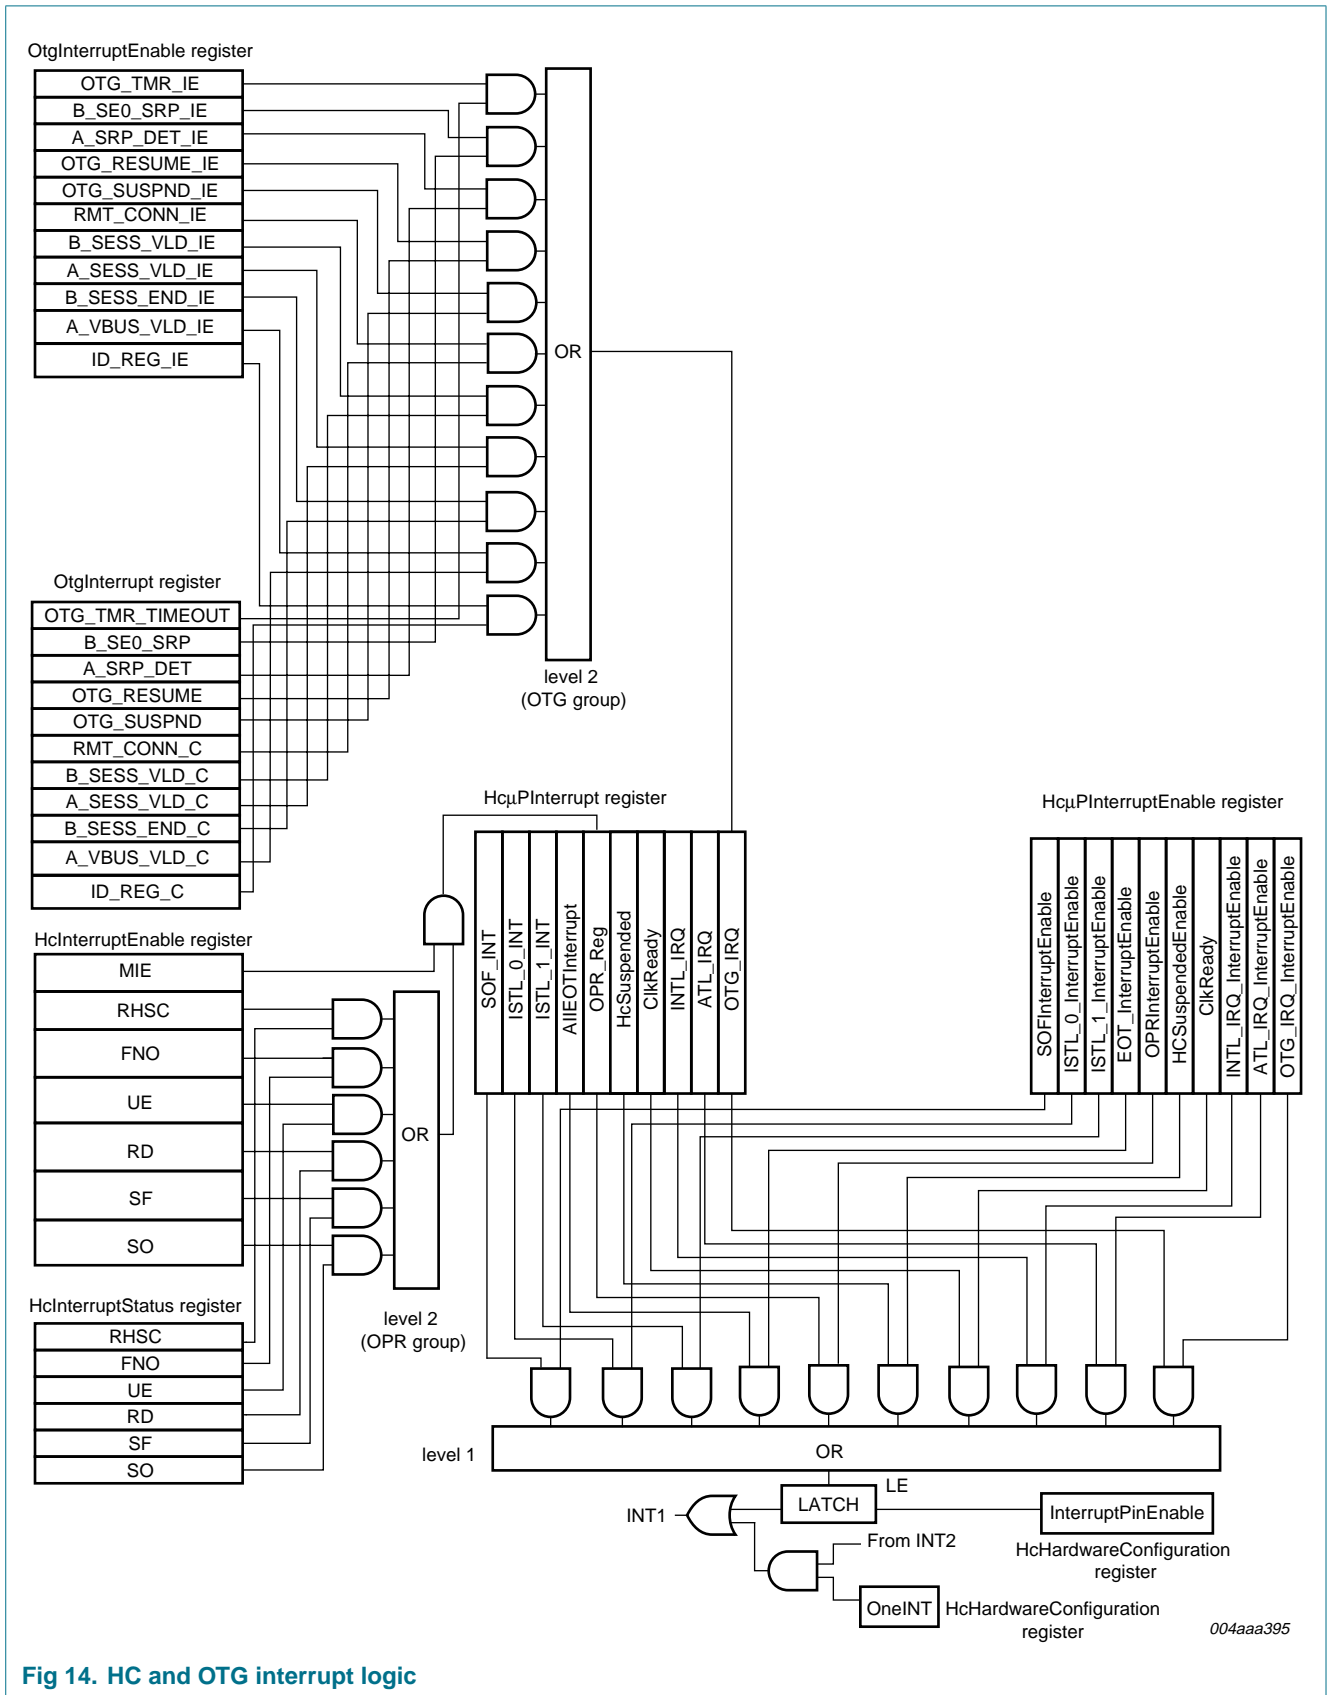 OtgInterruptEnable register
OTG_TMR_IE
B_SE0_SRP_IE
A_SRP_DET_IE
OTG_RESUME_IE
OTG_SUSPND_IE
RMT_CONN_IE
B_SESS_VLD_IE
A_SESS_VLD_IE
B_SESS_END_IE
A_VBUS_VLD_IE
ID_REG_IE
OR
level 2
(OTG group)
OtgInterrupt register
OTG_TMR_TIMEOUT
B_SE0_SRP
A_SRP_DET
OTG_RESUME
OTG_SUSPND
RMT_CONN_C
B_SESS_VLD_C
A_SESS_VLD_C
B_SESS_END_C
A_VBUS_VLD_C
ID_REG_C
HcInterruptEnable register
MIE
RHSC
FNO
UE
RD
SF
SO
OR
level 2
(OPR group)
HcInterruptStatus register
RHSC
FNO
UE
RD
SF
SO
HcμPInterrupt register
SOF_INT
ISTL_0_INT
ISTL_1_INT
AllEOTInterrupt
OPR_Reg
HcSuspended
ClkReady
INTL_IRQ
ATL_IRQ
OTG_IRQ
HcμPInterruptEnable register
SOFInterruptEnable
ISTL_0_InterruptEnable
ISTL_1_InterruptEnable
EOT_InterruptEnable
OPRInterruptEnable
HCSuspendedEnable
ClkReady
INTL_IRQ_InterruptEnable
ATL_IRQ_InterruptEnable
OTG_IRQ_InterruptEnable
level 1
OR
LE
LATCH
INT1
InterruptPinEnable
HcHardwareConfiguration
register
From INT2
OneINT
HcHardwareConfiguration
register
004aaa395
Fig 14. HC and OTG interrupt logic